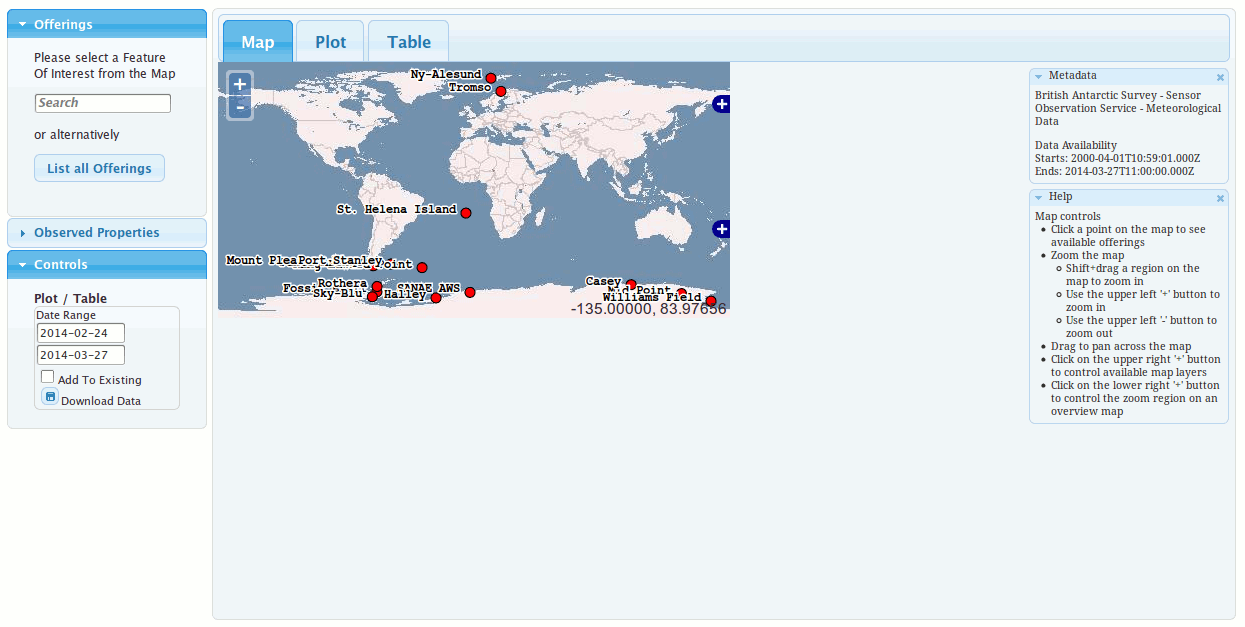 Offerings
Please select a Feature
Of Interest from the Map
Search
or alternatively
List all Offerings
Observed Properties
Controls
Plot / Table
Date Range
2014-02-24
2014-03-27
Add To Existing
Download Data
Map
Plot
Table
+
-
Ny-Alesund
Tromso
St. Helena Island
Mount Plea
Port Stanley
Point
Rothera
Foss
Sky-Blu
Halley
SANAE AWS
Casey
Mid Point
Williams Field
-135.00000, 83.97656
+
+
Metadata
British Antarctic Survey - Sensor
Observation Service - Meteorological
Data
Data Availability
Starts: 2000-04-01T10:59:01.000Z
Ends: 2014-03-27T11:00:00.000Z
Help
Map controls
Click a point on the map to see
available offerings
Zoom the map
Shift+drag a region on the
map to zoom in
Use the upper left '+' button to
zoom in
Use the upper left '-' button to
zoom out
Drag to pan across the map
Click on the upper right '+' button
to control available map layers
Click on the lower right '+' button
to control the zoom region on an
overview map